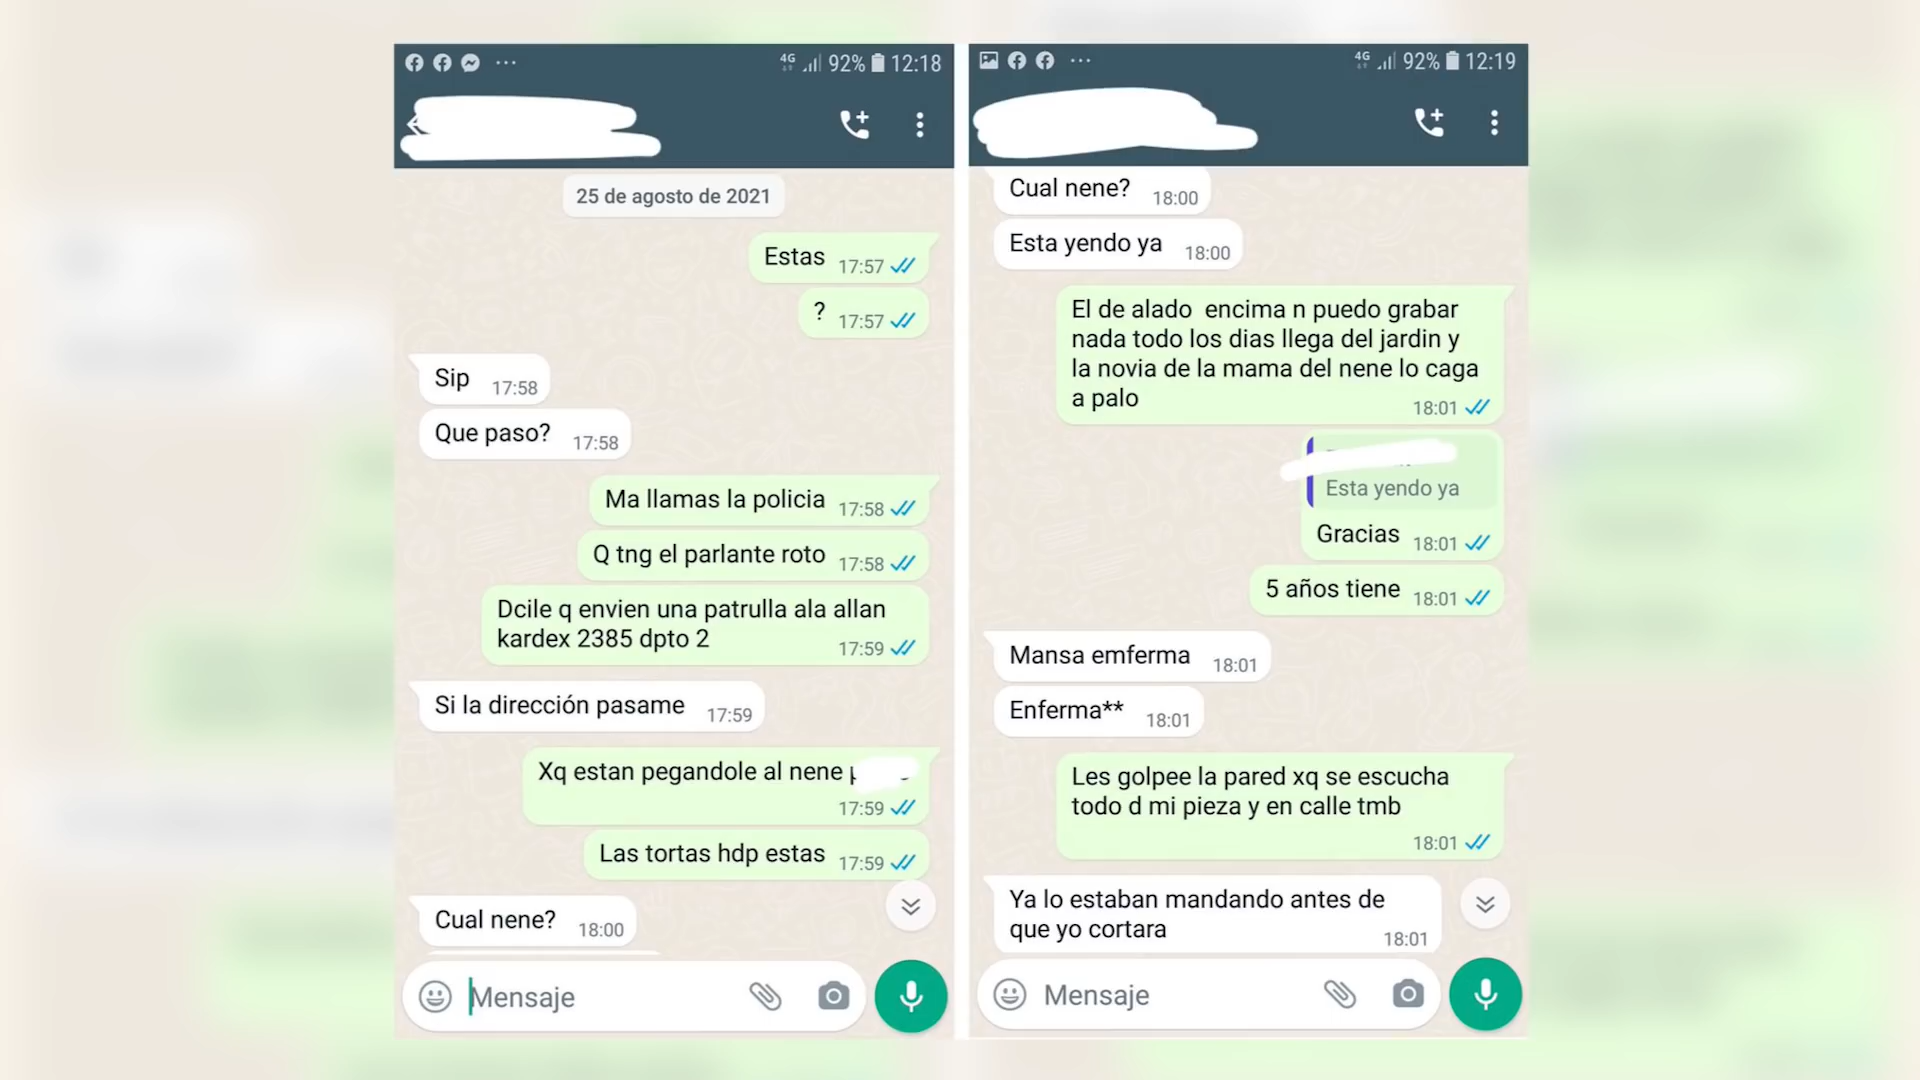 4G 92% 12:18
25 de agosto de 2021
Estas 17:57
? 17:57
Sip 17:58
Que paso? 17:58
Ma llamas la policia 17:58
Q tng el parlante roto 17:58
Dcile q envien una patrulla ala allan
kardex 2385 dpto 2 17:59
Si la dirección pasame 17:59
Xq estan pegandole al nene
17:59
Las tortas hdp estas 17:59
Cual nene? 18:00
Mensaje
4G 92% 12:19
Cual nene? 18:00
Esta yendo ya 18:00
El de alado encima n puedo grabar
nada todo los dias llega del jardin y
la novia de la mama del nene lo caga
a palo 18:01
Esta yendo ya
Gracias 18:01
5 años tiene 18:01
Mansa emferma 18:01
Enferma** 18:01
Les golpee la pared xq se escucha
todo d mi pieza y en calle tmb
18:01
Ya lo estaban mandando antes de
que yo cortara 18:01
Mensaje